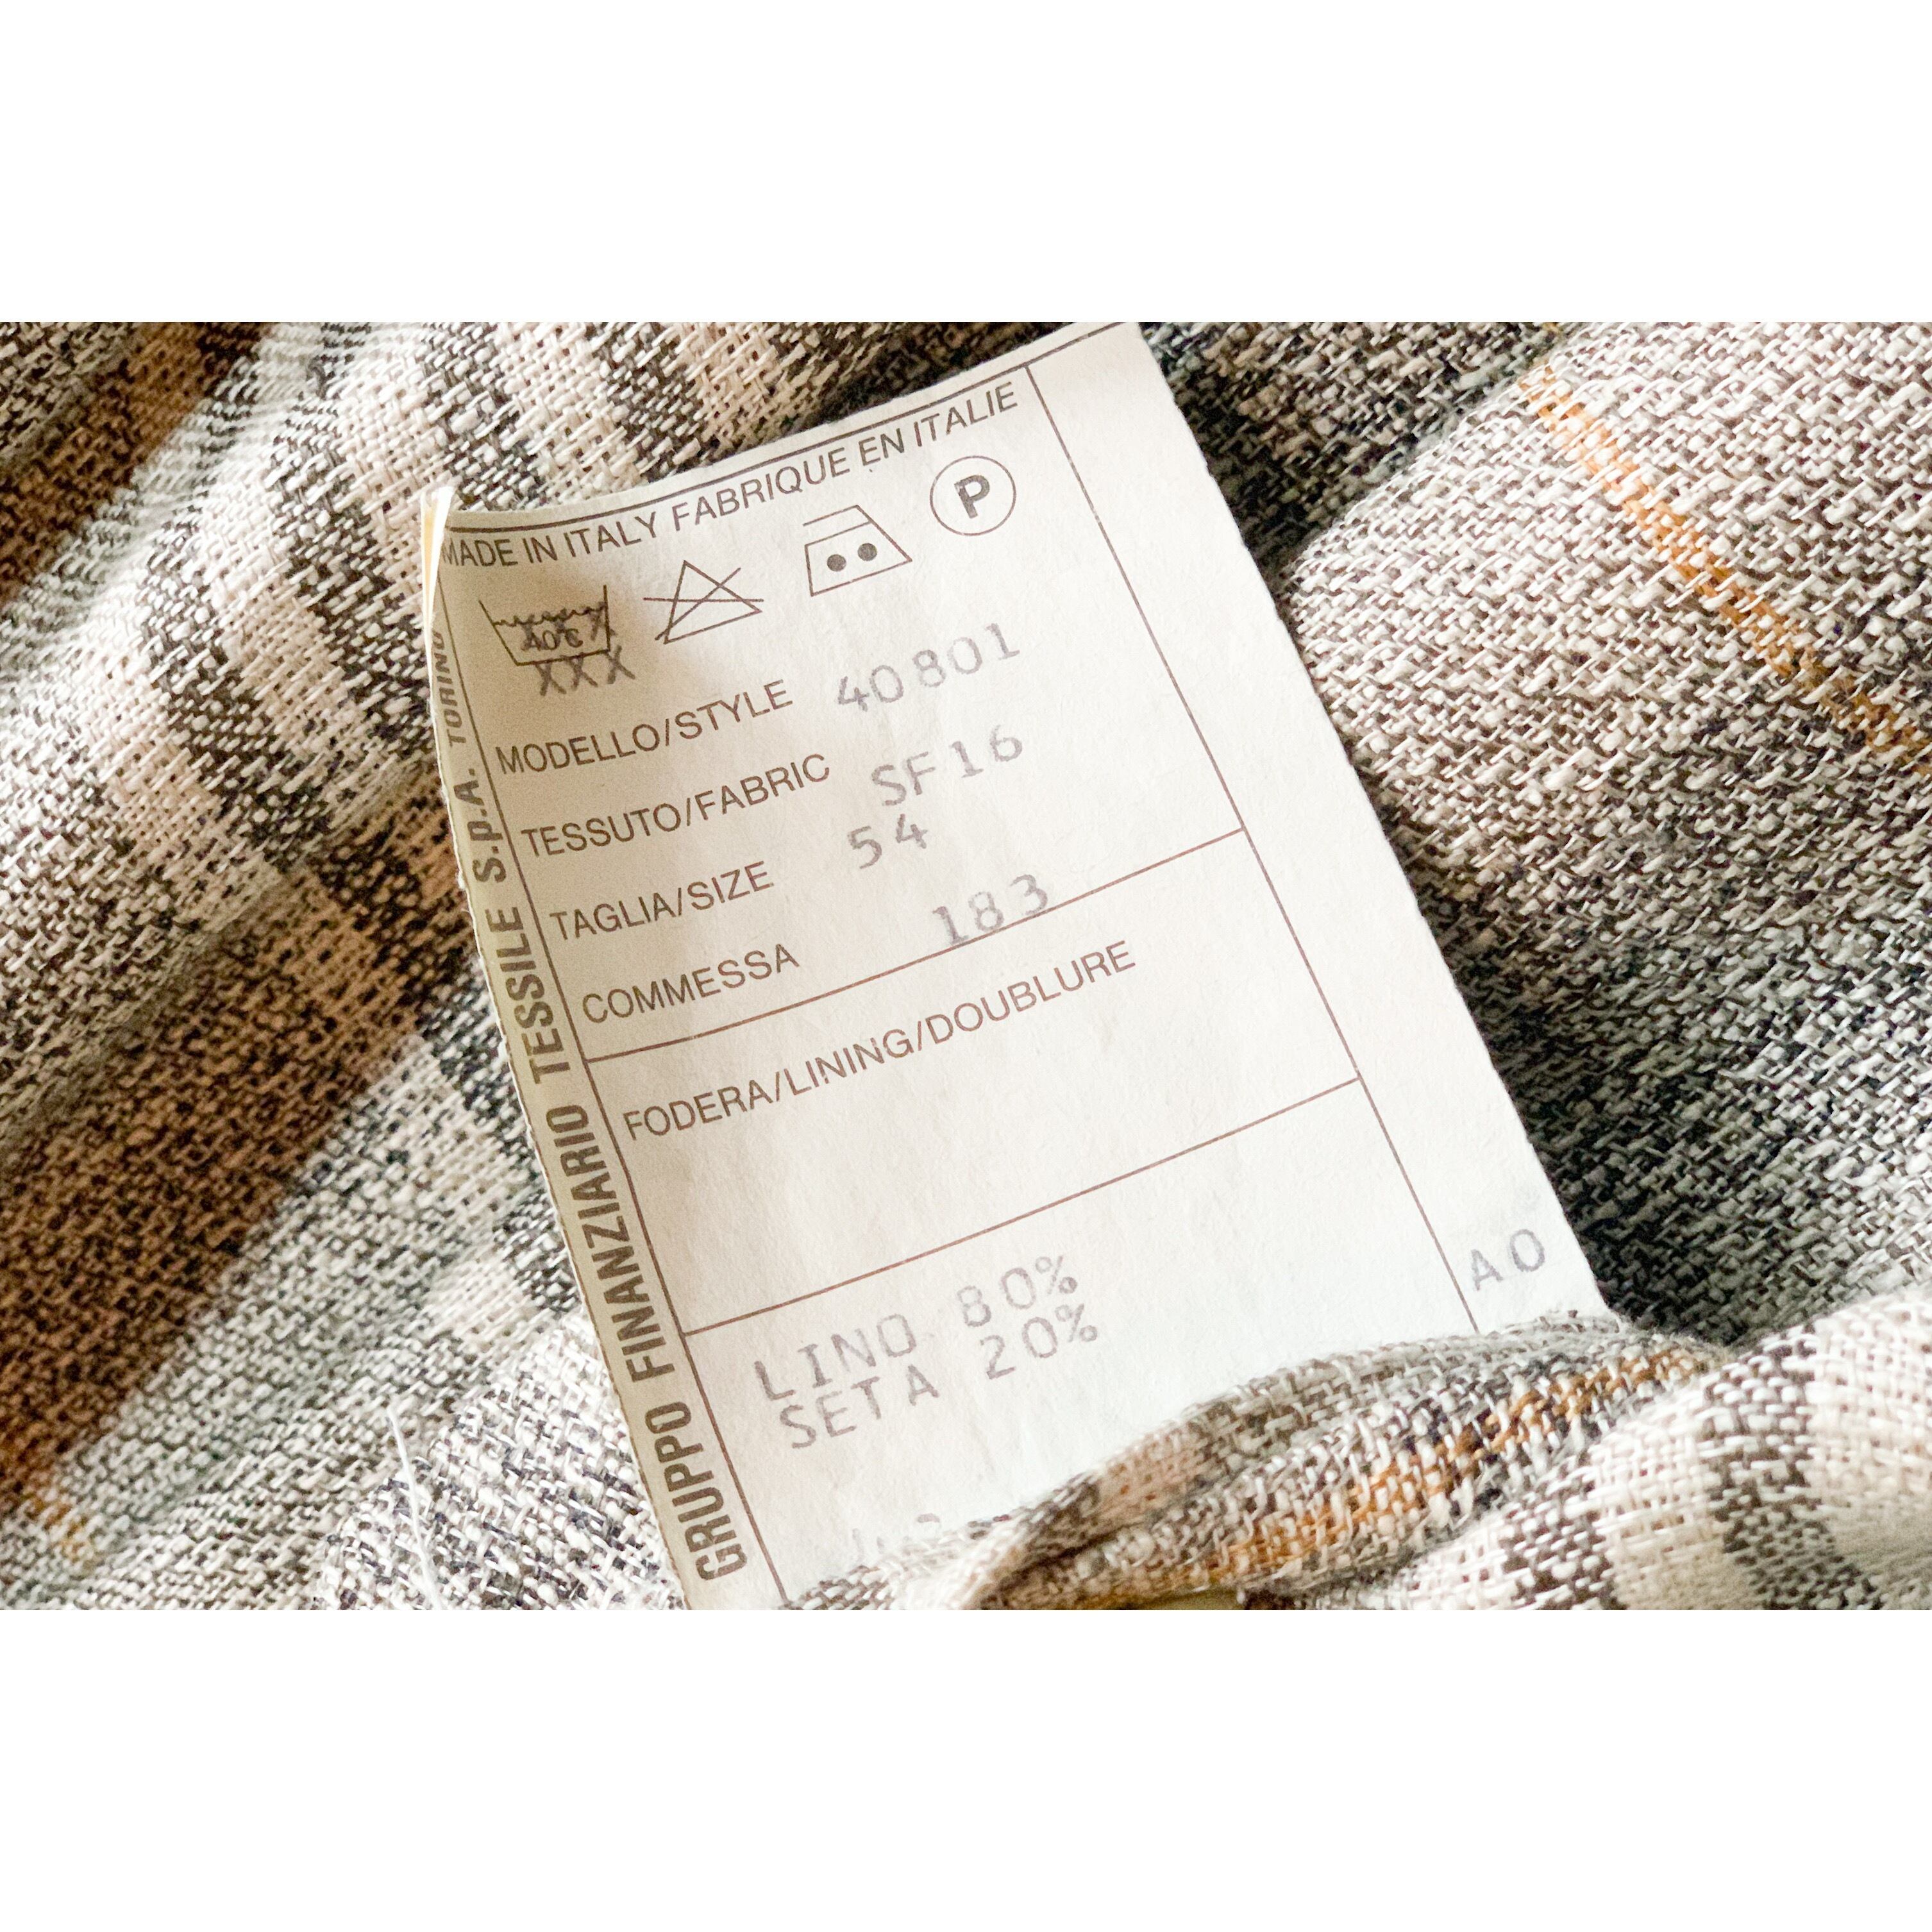 MADE IN ITALY FABRIQUE EN ITALIE
40°C
P
XXX
MODELLO/STYLE 40801
TESSUTO/FABRIC SF16
TAGLIA/SIZE 54
COMMESSA 183
FODERA/LINING/DOUBLURE
LINO 80%
SETA 20%
A0
GRUPPO FINANZIARIO TESSILE S.p.A. TORINO